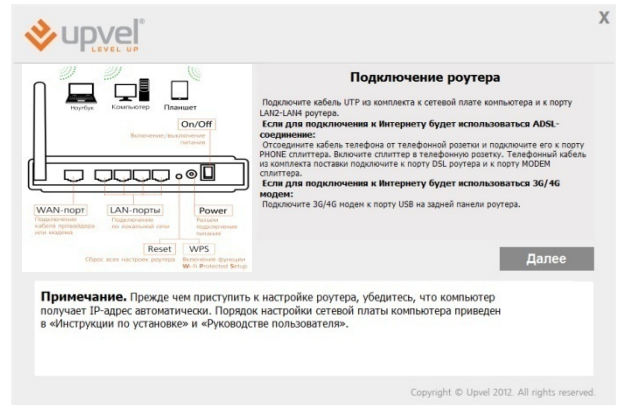 X
upvel®
LEVEL UP
Ноутбук Компьютер Планшет
On/Off
Включение/выключение
питания
WAN-порт
Подключение
кабеля провайдера
или модема
LAN-порты
Подключение
по локальной сети
Power
Разъем
подключения
питания
Reset
Сброс всех настроек роутера
WPS
Включение функции
Wi-Fi Protected Setup
Подключение роутера
Подключите кабель UTP из комплекта к сетевой плате компьютера и к порту
LAN2-LAN4 роутера.
Если для подключения к Интернету будет использоваться ADSL-
соединение:
Отсоедините кабель телефона от телефонной розетки и подключите его к порту
PHONE сплиттера. Включите сплиттер в телефонную розетку. Телефонный кабель
из комплекта поставки подключите к порту DSL роутера и к порту MODEM
сплиттера.
Если для подключения к Интернету будет использоваться 3G/4G
модем:
Подключите 3G/4G модем к порту USB на задней панели роутера.
Далее
Примечание. Прежде чем приступить к настройке роутера, убедитесь, что компьютер
получает IP-адрес автоматически. Порядок настройки сетевой платы компьютера приведен
в «Инструкции по установке» и «Руководстве пользователя».
Copyright © Upvel 2012. All rights reserved.